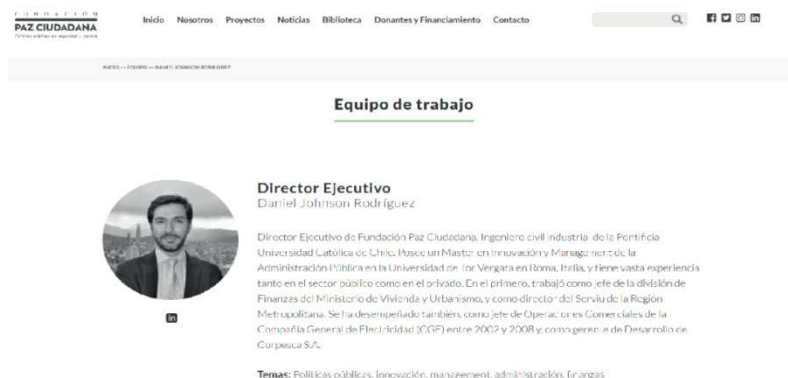 FUNDACIÓN
PAZ CIUDADANA
Inicio Nosotros Proyectos Noticias Biblioteca Donantes y Financiamiento Contacto
INICIO EQUIPO DANIEL JOHNSON RODRÍGUEZ
Equipo de trabajo
Director Ejecutivo
Daniel Johnson Rodríguez
Director Ejecutivo de Fundación Paz Ciudadana. Ingeniero civil industrial de la Pontificia
Universidad Católica de Chile. Posee un Master en Innovación y Management de la
Administración Pública en la Universidad de Tor Vergata en Roma, Italia, y tiene vasta experiencia
tanto en el sector público como en el privado. En el primero, trabajó como jefe de la división de
Finanzas del Ministerio de Vivienda y Urbanismo, y como director del Serviu de la Región
Metropolitana. Se ha desempeñado también, como jefe de Operaciones Comerciales de la
Compañía General de Electricidad (CGE) entre 2002 y 2008 y, como gerente de Desarrollo de
Corpesca S.A.
Temas: Políticas públicas, innovación, management, administración, finanzas